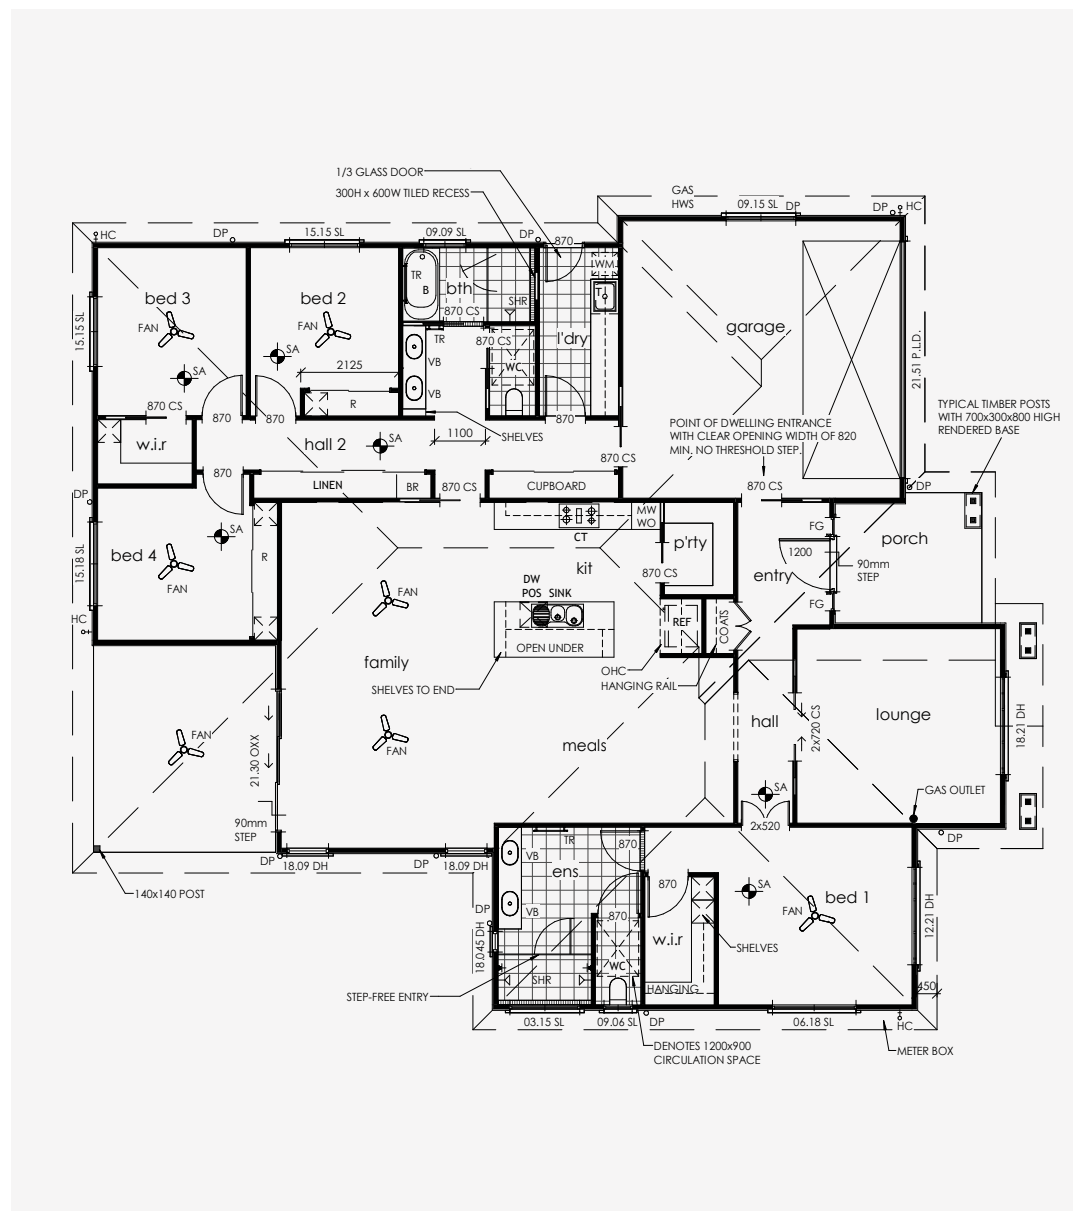 1/3 GLASS DOOR
300H x 600W TILED RECESS
GAS
HWS
09.15 SL
DP
DP
HC
HC
DP
15.15 SL
09.09 SL
DP
870
WM
TR
B
bth
SHR
870 CS
T
bed 3
FAN
SA
bed 2
FAN
SA
2125
R
15.15 SL
TR
VB
VB
870 CS
WC
l'dry
garage
21.51 P.L.D.
TYPICAL TIMBER POSTS
WITH 700x300x800 HIGH
RENDERED BASE
870 CS
870
870
870
w.i.r
hall 2
SA
1100
SHELVES
POINT OF DWELLING ENTRANCE
WITH CLEAR OPENING WIDTH OF 820
MIN. NO THRESHOLD STEP.
870
LINEN
BR
870 CS
CUPBOARD
870 CS
870 CS
DP
DP
bed 4
SA
FAN
R
15.18 SL
HC
CT
MW
WO
kit
p'rty
870 CS
FG
1200
entry
FG
90mm
STEP
porch
FAN
DW
POS SINK
OPEN UNDER
REF
COATS
family
SHELVES TO END
OHC
HANGING RAIL
FAN
FAN
21.30 OXX
90mm
STEP
meals
hall
2x720 CS
lounge
18.21 DH
SA
GAS OUTLET
2x520
DP
DP
18.09 DH
DP
18.09 DH
140x140 POST
TR
VB
870
ens
VB
DP
18.045 DH
870
870
w.i.r
SA
FAN
bed 1
12.21 DH
SHELVES
WC
SHR
HANGING
STEP-FREE ENTRY
450
03.15 SL
09.06 SL
DP
06.18 SL
HC
DENOTES 1200x900
CIRCULATION SPACE
METER BOX